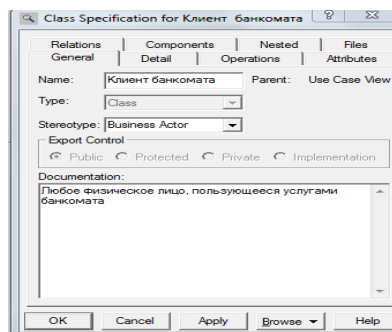 Class Specification for Клиент банкомата
Relations Components Nested Files
General Detail Operations Attributes
Name: Клиент банкомата Parent: Use Case View
Type: Class
Stereotype: Business Actor
Export Control
Public Protected Private Implementation
Documentation:
Любое физическое лицо, пользующееся услугами
банкомата
OK Cancel Apply Browse Help